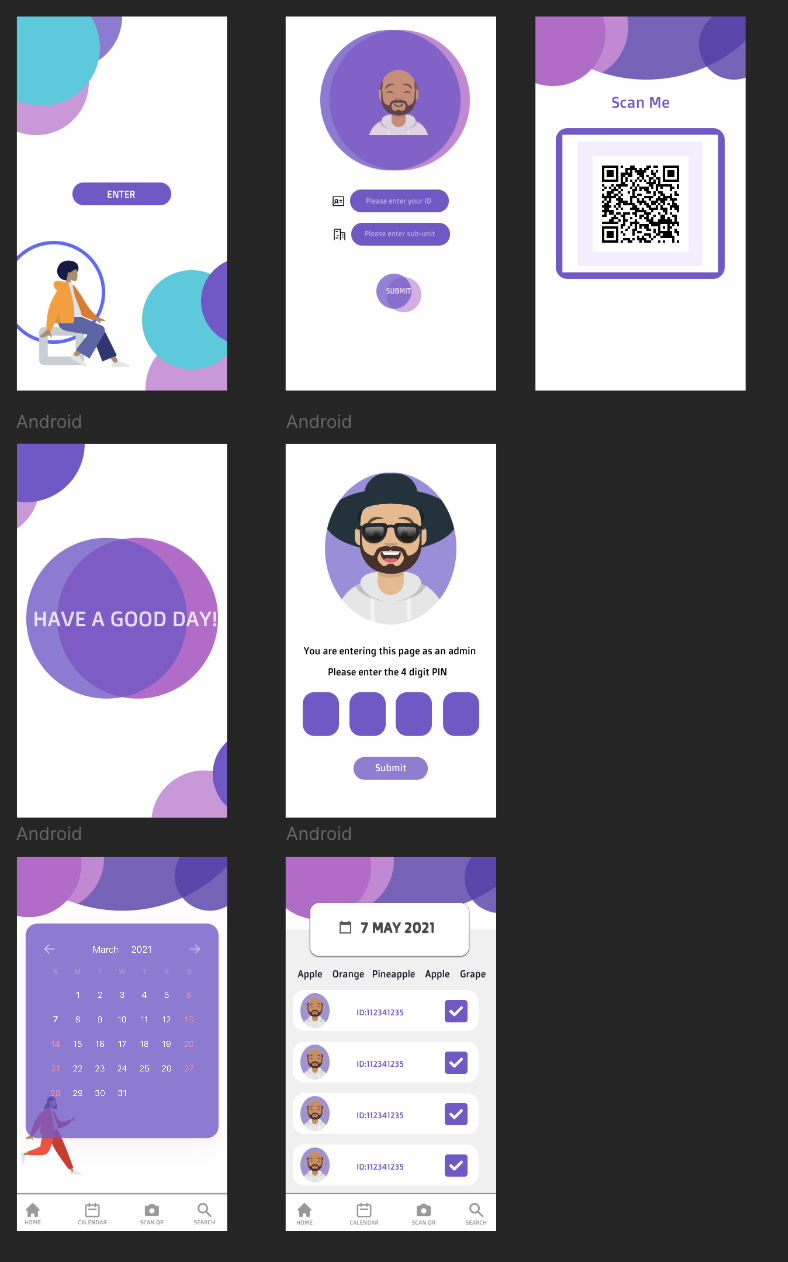 ENTER
Please enter your ID
Please enter sub-unit
SUBMIT
Scan Me
Android
Android
HAVE A GOOD DAY!
You are entering this page as an admin
Please enter the 4 digit PIN
Submit
Android
Android
March 2021
S M T W T F S
1 2 3 4 5 6
7 8 9 10 11 12 13
14 15 16 17 18 19 20
21 22 23 24 25 26 27
28 29 30 31
HOME CALENDAR SCAN QR SEARCH
7 MAY 2021
Apple Orange Pineapple Apple Grape
ID:112341235
ID:112341235
ID:112341235
ID:112341235
HOME CALENDAR SCAN QR SEARCH